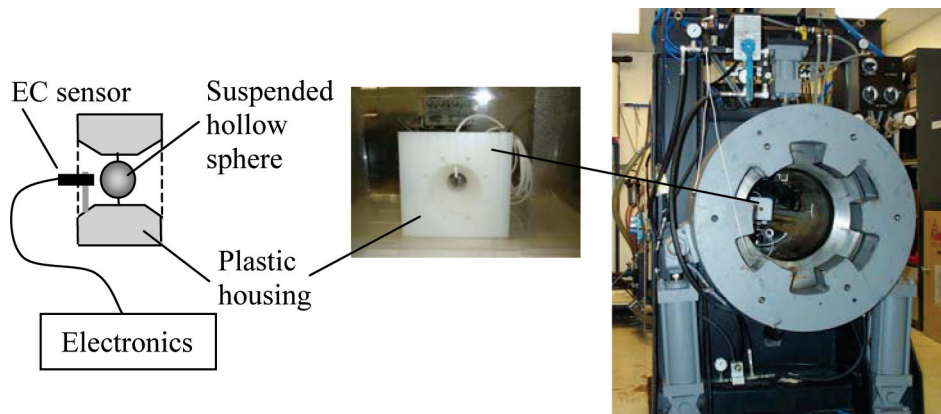 EC sensor
Suspended
hollow
sphere
Plastic
housing
Electronics